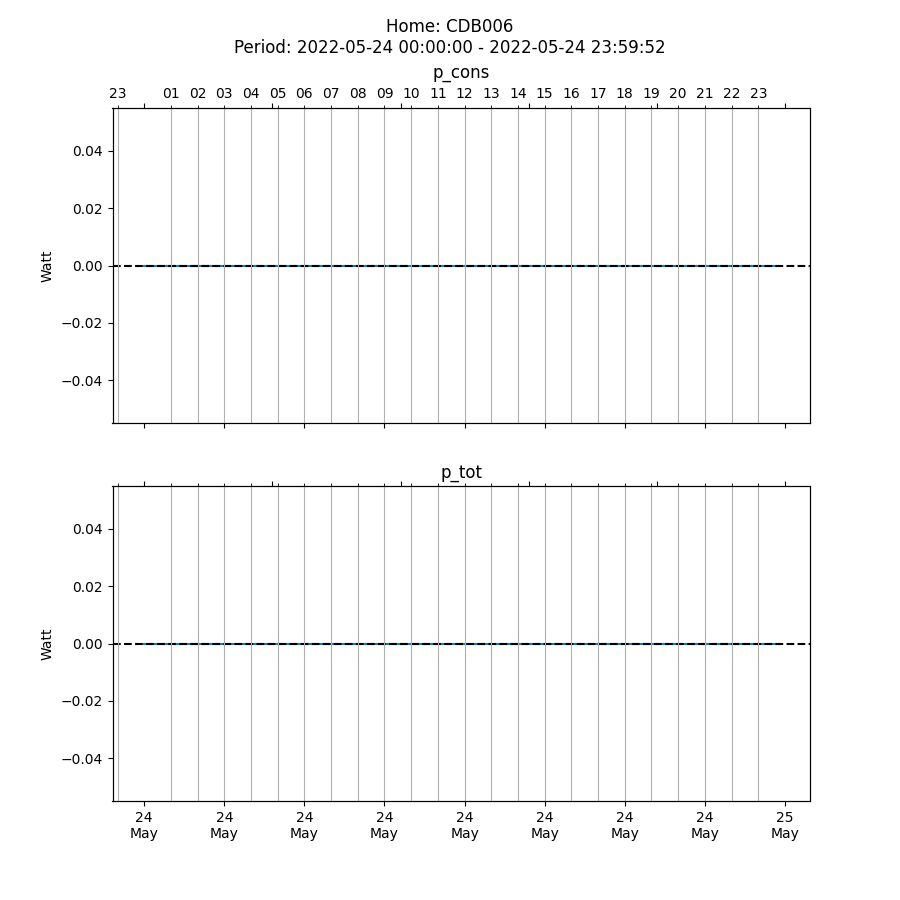 Home: CDB006
Period: 2022-05-24 00:00:00 - 2022-05-24 23:59:52
p_cons
23 01 02 03 04 05 06 07 08 09 10 11 12 13 14 15 16 17 18 19 20 21 22 23
0.04
0.02
0.00
−0.02
−0.04
Watt
p_tot
0.04
0.02
0.00
−0.02
−0.04
Watt
24 24 24 24 24 24 24 24 25
May May May May May May May May May